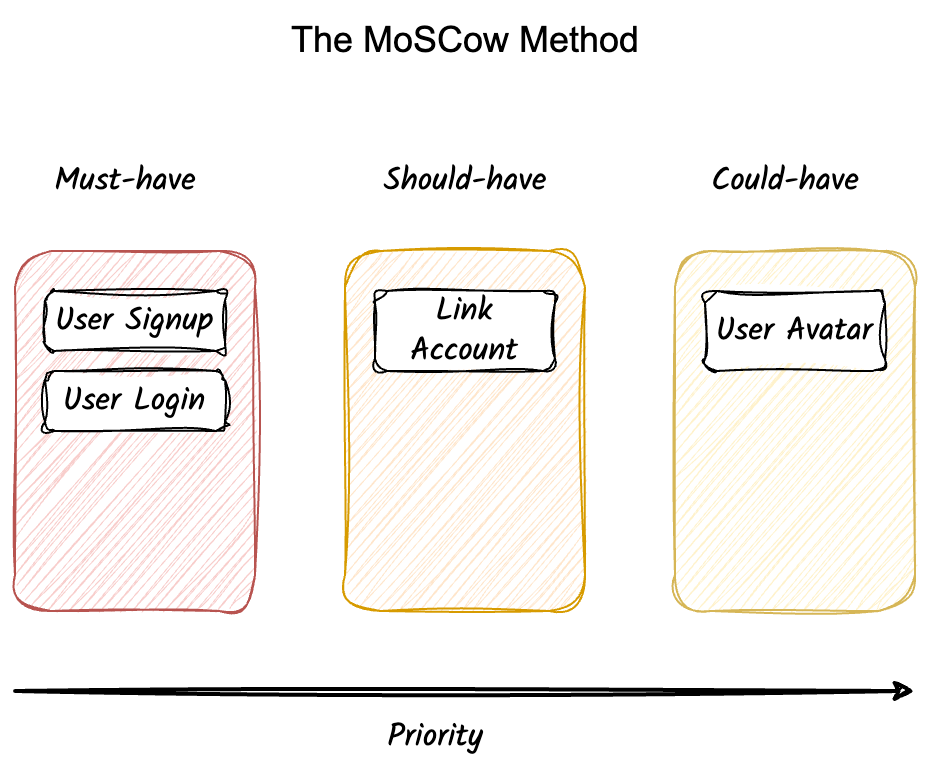 The MoSCow Method
Must-have
Should-have
Could-have
User Signup
User Login
Link
Account
User Avatar
Priority